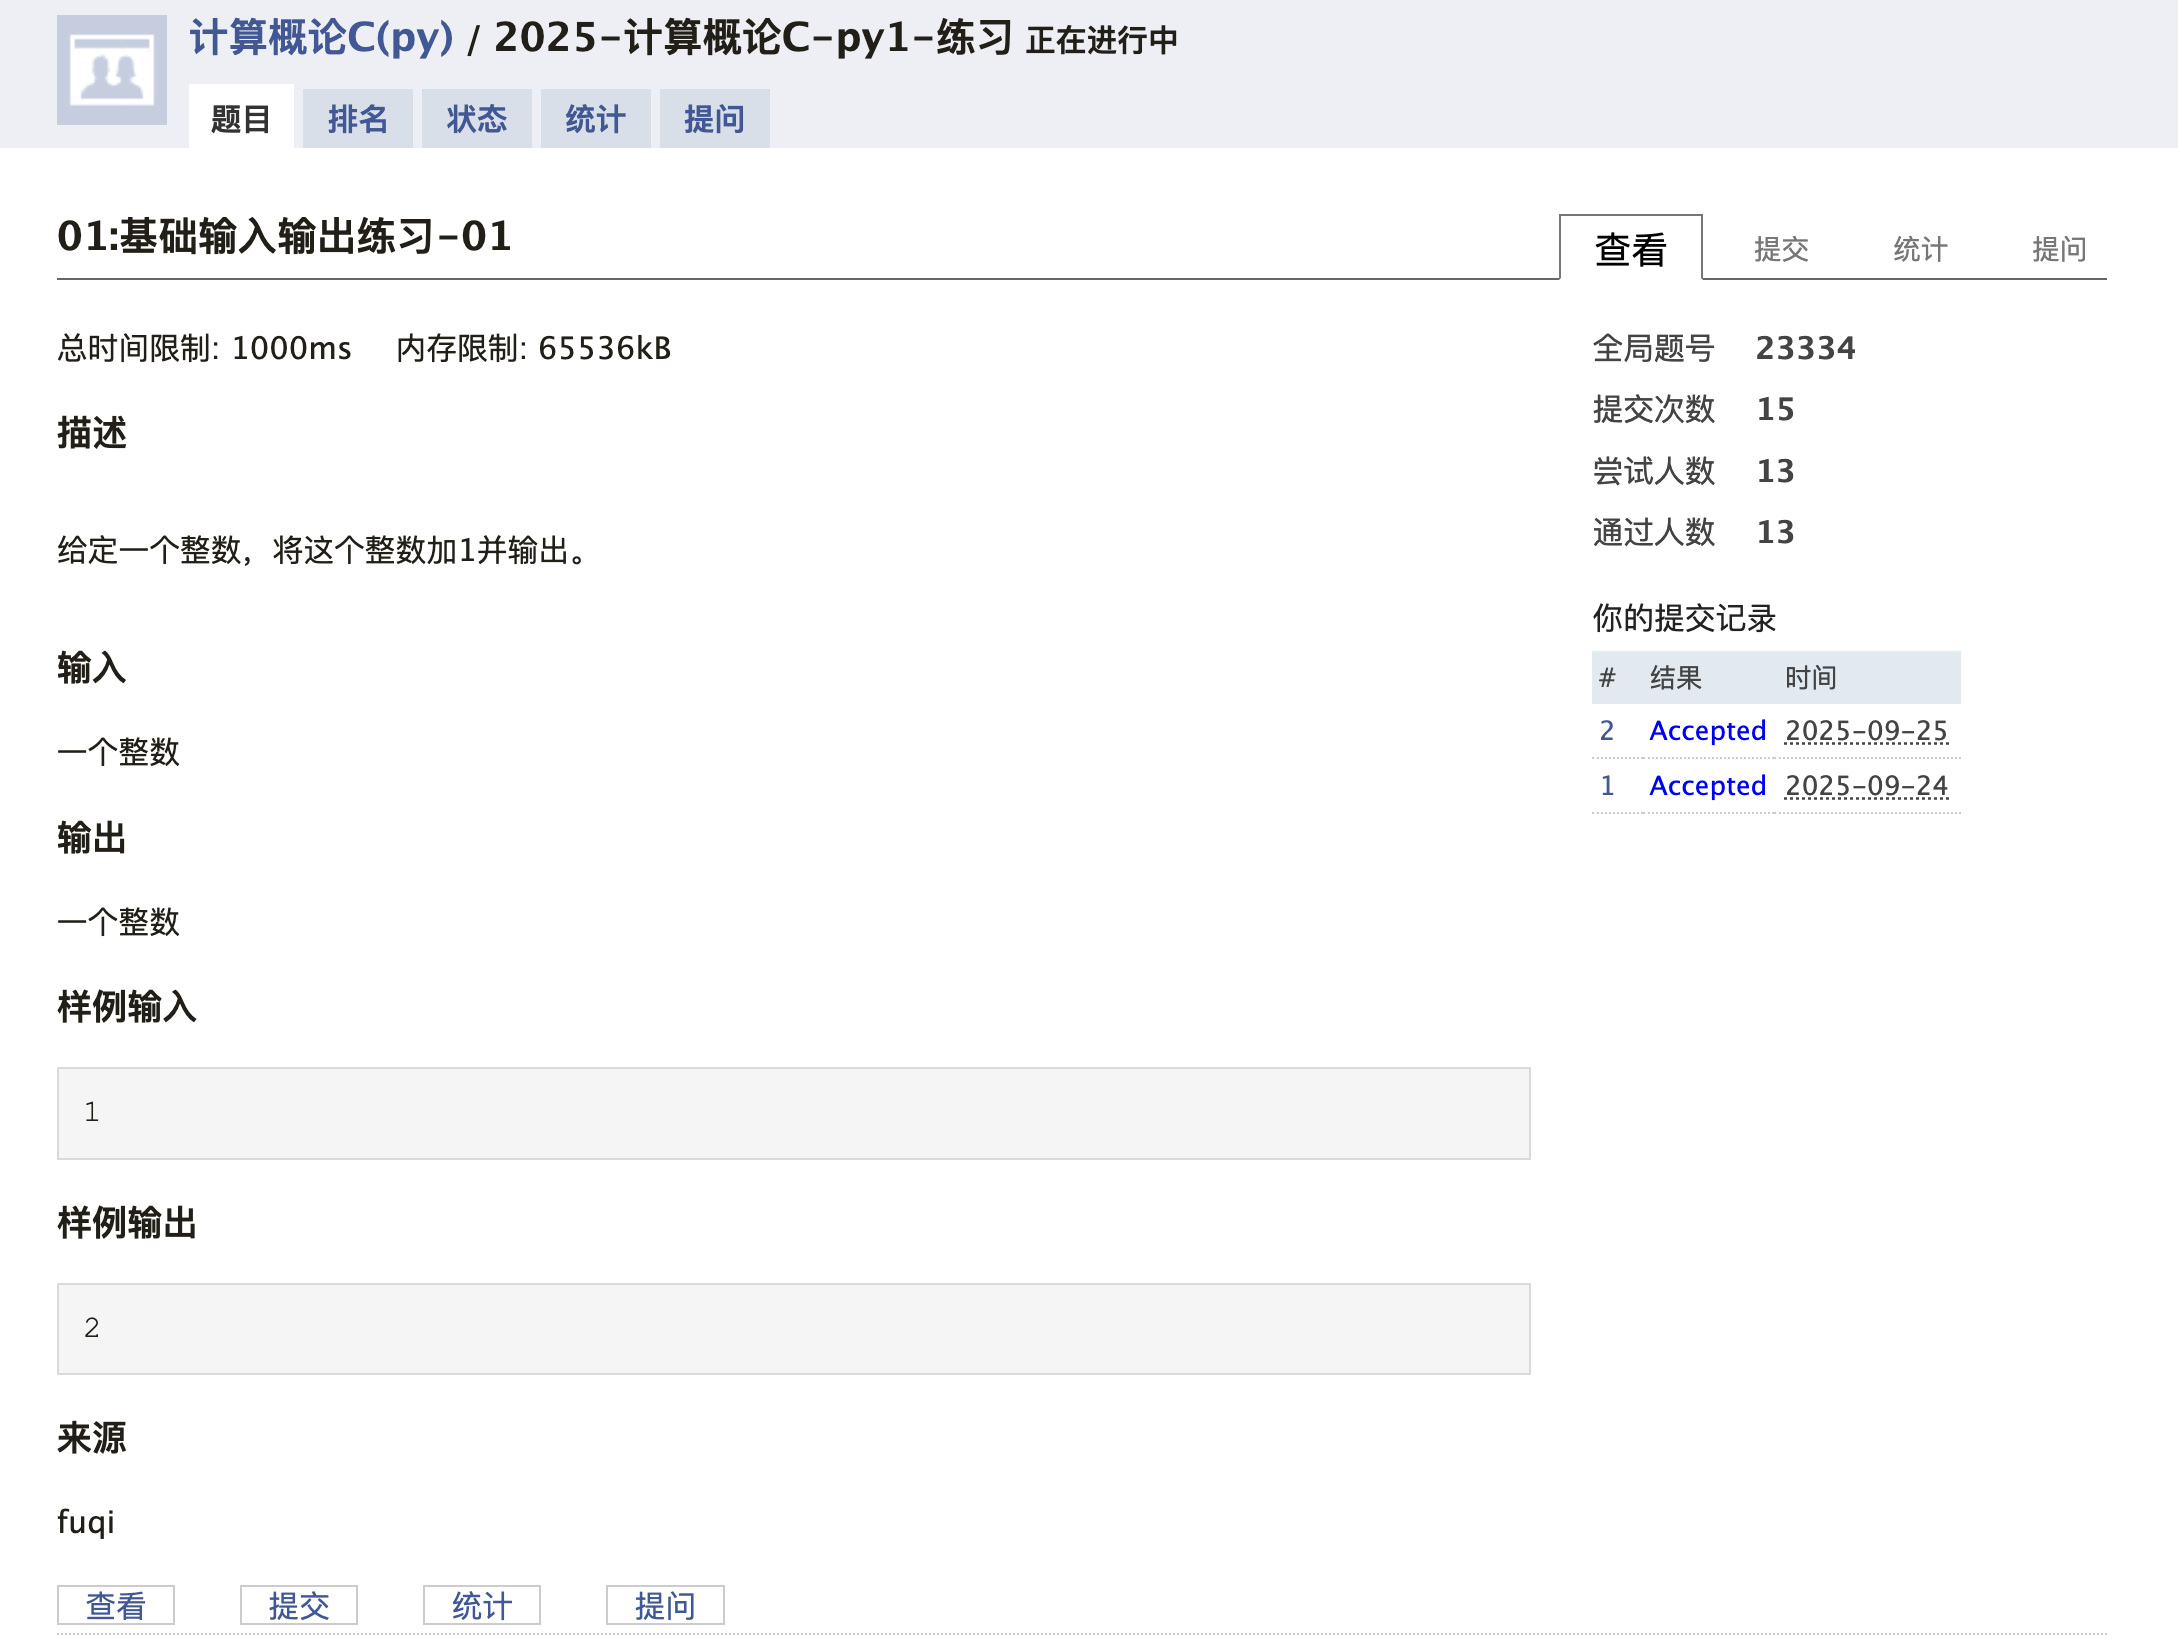 计算概论C(py) / 2025-计算概论C-py1-练习 正在进行中
题目 排名 状态 统计 提问
01:基础输入输出练习-01
查看 提交 统计 提问
总时间限制: 1000ms 内存限制: 65536kB
描述
给定一个整数，将这个整数加1并输出。
输入
一个整数
输出
一个整数
样例输入
1
样例输出
2
来源
fuqi
查看 提交 统计 提问
全局题号 23334
提交次数 15
尝试人数 13
通过人数 13
你的提交记录
# 结果 时间
2 Accepted 2025-09-25
1 Accepted 2025-09-24